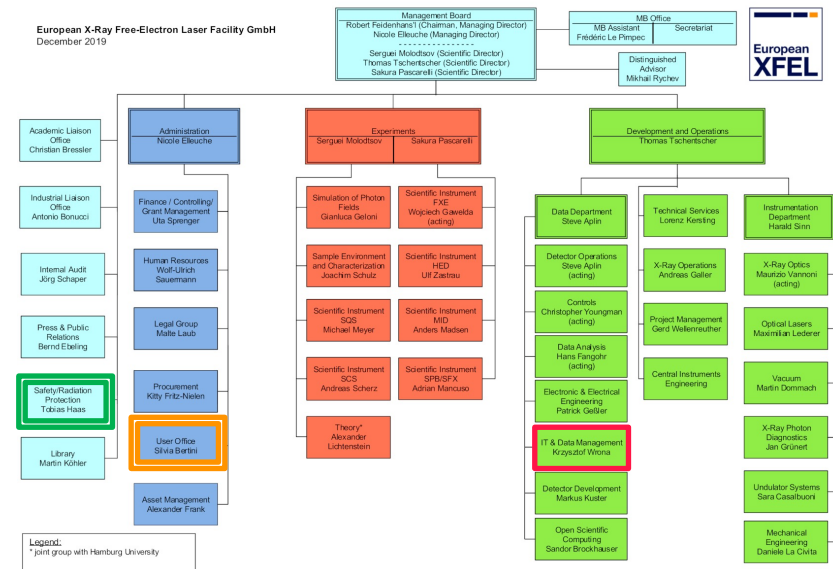 European X-Ray Free-Electron Laser Facility GmbH
December 2019
Management Board
Robert Feidenhans'l (Chairman, Managing Director)
Nicole Elleuche (Managing Director)
- - - - - - - - - - - - - - -
Serguei Molodtsov (Scientific Director)
Thomas Tschentscher (Scientific Director)
Sakura Pascarelli (Scientific Director)
MB Office
MB Assistant
Frédéric Le Pimpec
Secretariat
Distinguished
Advisor
Mikhail Rychev
European
XFEL
Academic Liaison
Office
Christian Bressler
Industrial Liaison
Office
Antonio Bonucci
Internal Audit
Jörg Schaper
Press & Public
Relations
Bernd Ebeling
Safety/Radiation
Protection
Tobias Haas
Library
Martin Köhler
Administration
Nicole Elleuche
Finance / Controlling/
Grant Management
Uta Sprenger
Human Resources
Wolf-Ulrich
Sauermann
Legal Group
Malte Laub
Procurement
Kitty Fritz-Nielen
User Office
Silvia Bertini
Asset Management
Alexander Frank
Experiments
Serguei Molodtsov
Sakura Pascarelli
Simulation of Photon
Fields
Gianluca Geloni
Sample Environment
and Characterization
Joachim Schulz
Scientific Instrument
SQS
Michael Meyer
Scientific Instrument
SCS
Andreas Scherz
Theory*
Alexander
Lichtenstein
Scientific Instrument
FXE
Wojciech Gawelda
(acting)
Scientific Instrument
HED
Ulf Zastrau
Scientific Instrument
MID
Anders Madsen
Scientific Instrument
SPB/SFX
Adrian Mancuso
Development and Operations
Thomas Tschentscher
Data Department
Steve Aplin
Detector Operations
Steve Aplin
(acting)
Controls
Christopher Youngman
(acting)
Data Analysis
Hans Fangohr
(acting)
Electronic & Electrical
Engineering
Patrick Geßler
IT & Data Management
Krzysztof Wrona
Detector Development
Markus Kuster
Open Scientific
Computing
Sandor Brockhauser
Technical Services
Lorenz Kersting
X-Ray Operations
Andreas Galler
Project Management
Gerd Wellenreuther
Central Instruments
Engineering
Instrumentation
Department
Harald Sinn
X-Ray Optics
Maurizio Vannoni
(acting)
Optical Lasers
Maximilian Lederer
Vacuum
Martin Dommach
X-Ray Photon
Diagnostics
Jan Grünert
Undulator Systems
Sara Casalbuoni
Mechanical
Engineering
Daniele La Civita
Legend:
* joint group with Hamburg University